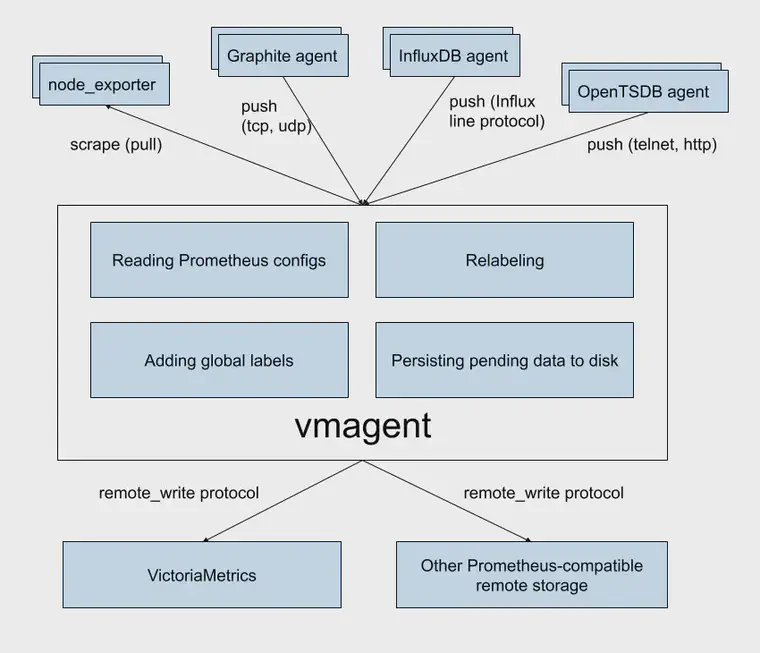 node_exporter
Graphite agent
InfluxDB agent
OpenTSDB agent
scrape (pull)
push
(tcp, udp)
push (Influx
line protocol)
push (telnet, http)
Reading Prometheus configs
Relabeling
Adding global labels
Persisting pending data to disk
vmagent
remote_write protocol
remote_write protocol
VictoriaMetrics
Other Prometheus-compatible
remote storage